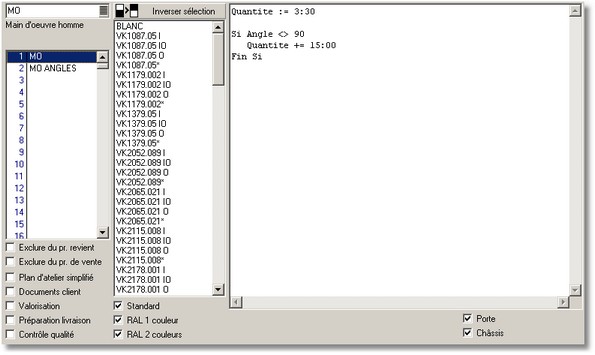 MO
Main d'oeuvre homme
1 MO
2 MO ANGLES
3
4
5
6
7
8
9
10
11
12
13
14
15
16
Exclure du pr. revient
Exclure du pr. de vente
Plan d'atelier simplifié
Documents client
Valorisation
Préparation livraison
Contrôle qualité
Inverser sélection
BLANC
VK1087.05 I
VK1087.05 IO
VK1087.05 O
VK1087.05*
VK1179.002 I
VK1179.002 IO
VK1179.002 O
VK1179.002*
VK1379.05 I
VK1379.05 IO
VK1379.05 O
VK1379.05*
VK2052.089 I
VK2052.089 IO
VK2052.089 O
VK2052.089*
VK2065.021 I
VK2065.021 IO
VK2065.021 O
VK2065.021*
VK2115.008 I
VK2115.008 IO
VK2115.008 O
VK2115.008*
VK2178.001 I
VK2178.001 IO
VK2178.001 O
Standard
RAL 1 couleur
RAL 2 couleurs
Quantite := 3:30
Si Angle <> 90
Quantite += 15:00
Fin Si
Porte
Châssis